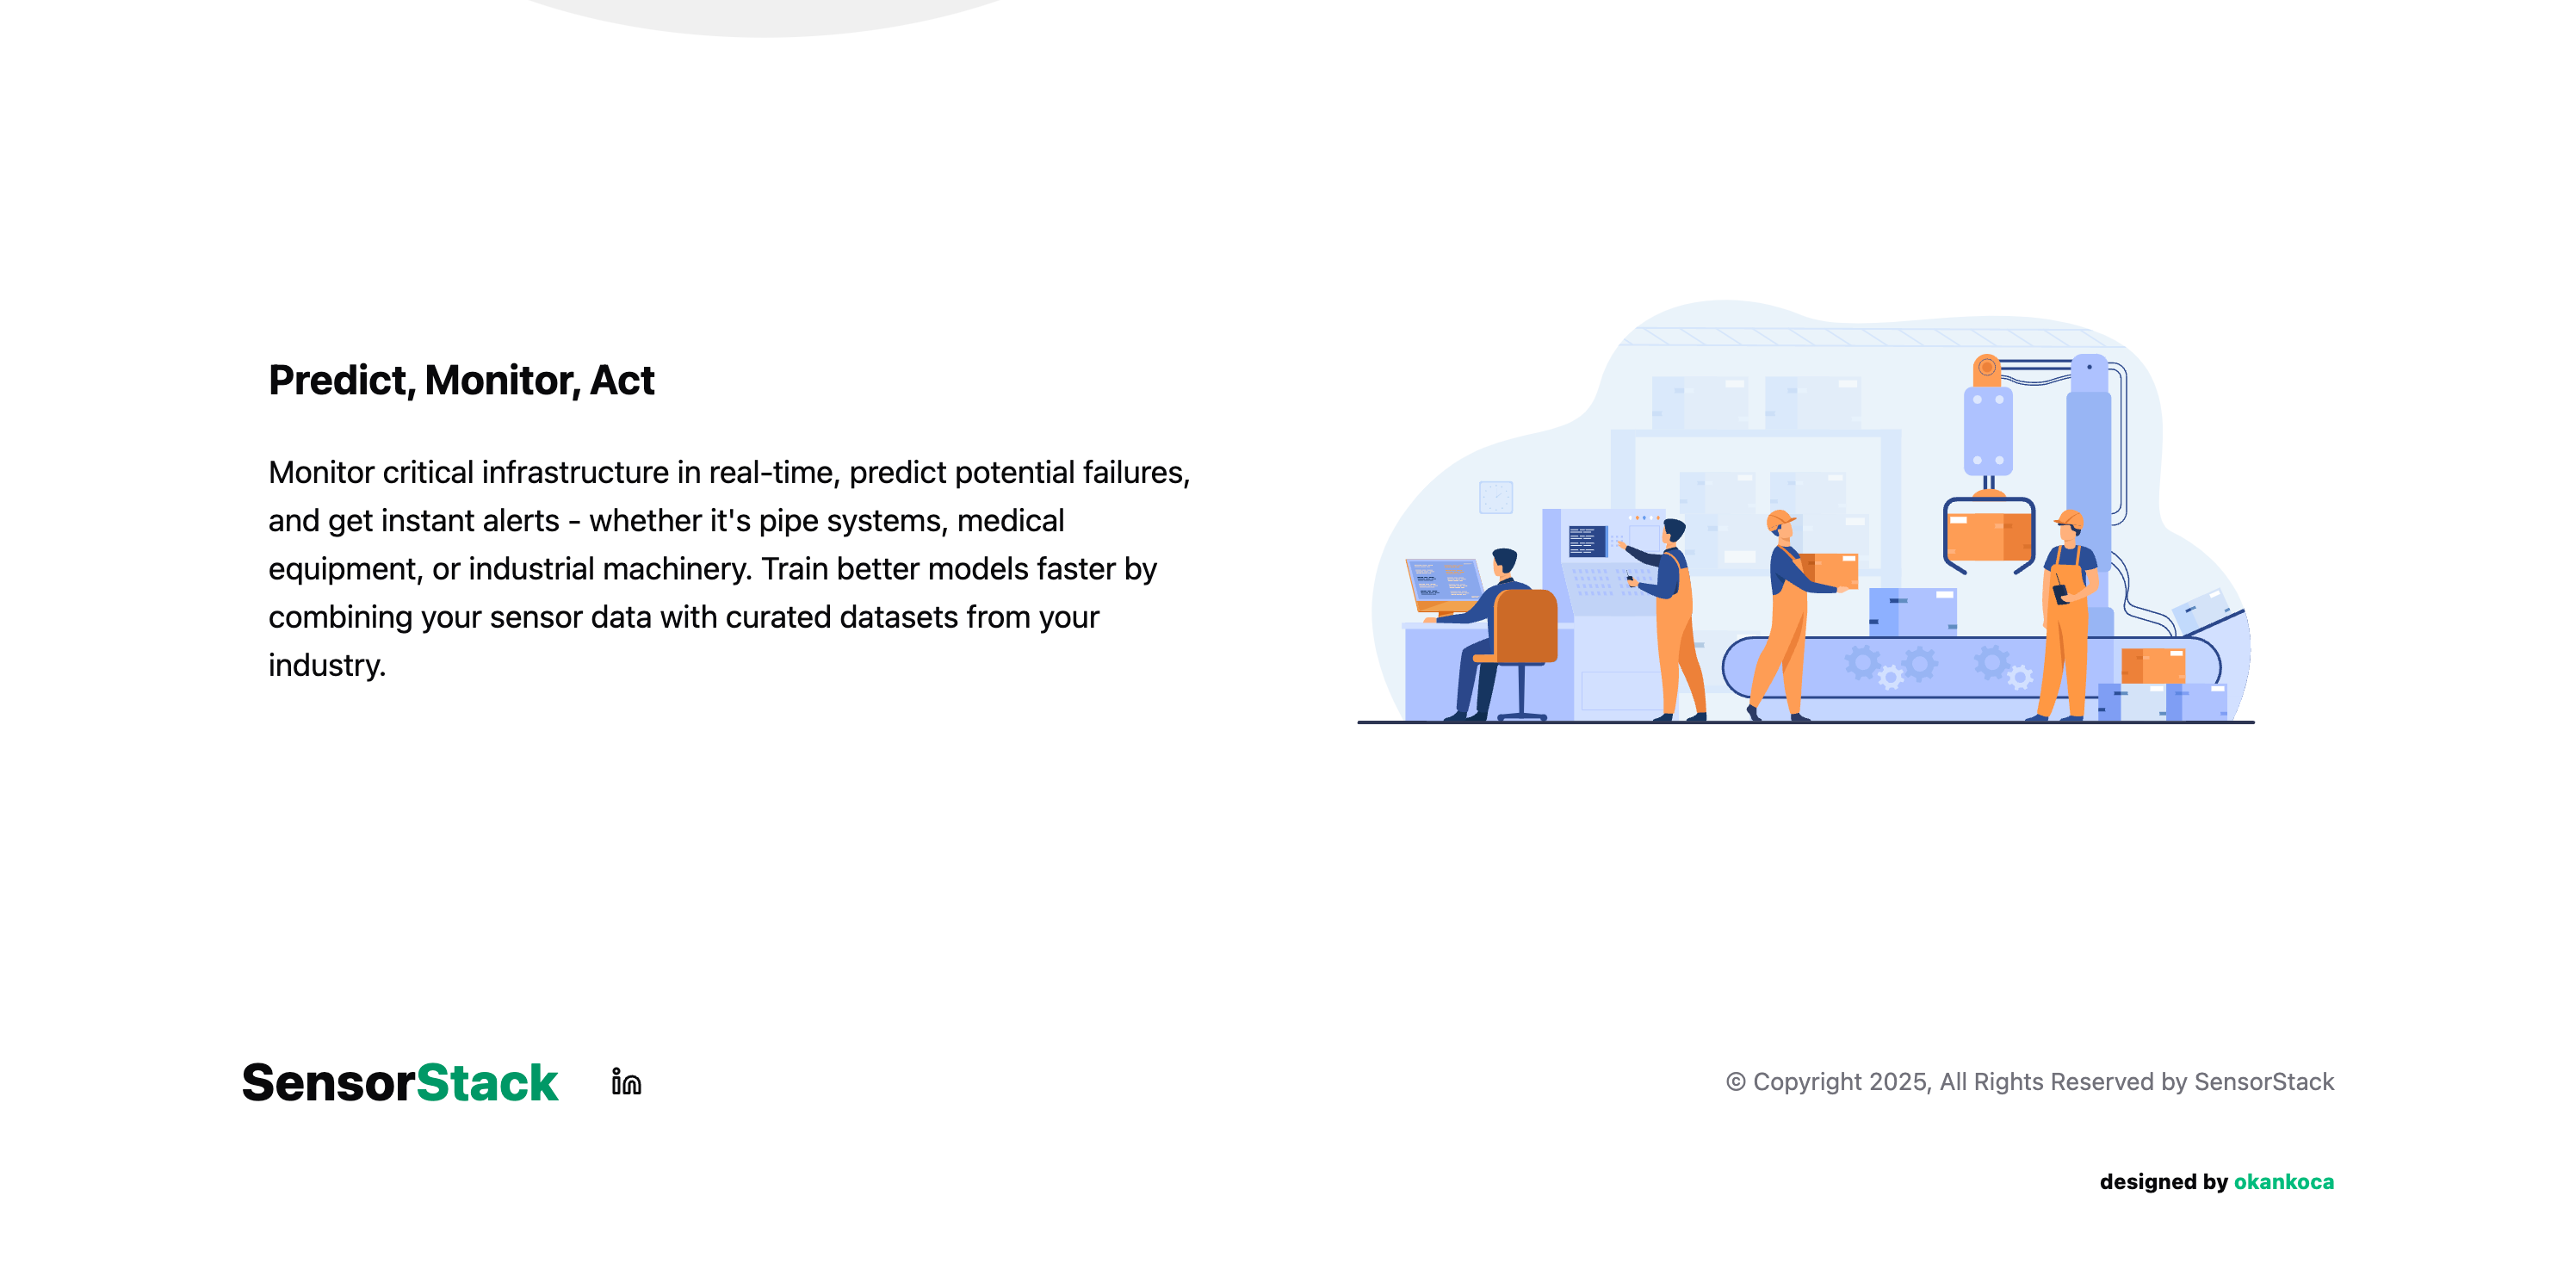 Predict, Monitor, Act
Monitor critical infrastructure in real-time, predict potential failures,
and get instant alerts - whether it's pipe systems, medical
equipment, or industrial machinery. Train better models faster by
combining your sensor data with curated datasets from your
industry.
SensorStack
in
© Copyright 2025, All Rights Reserved by SensorStack
designed by okankoca